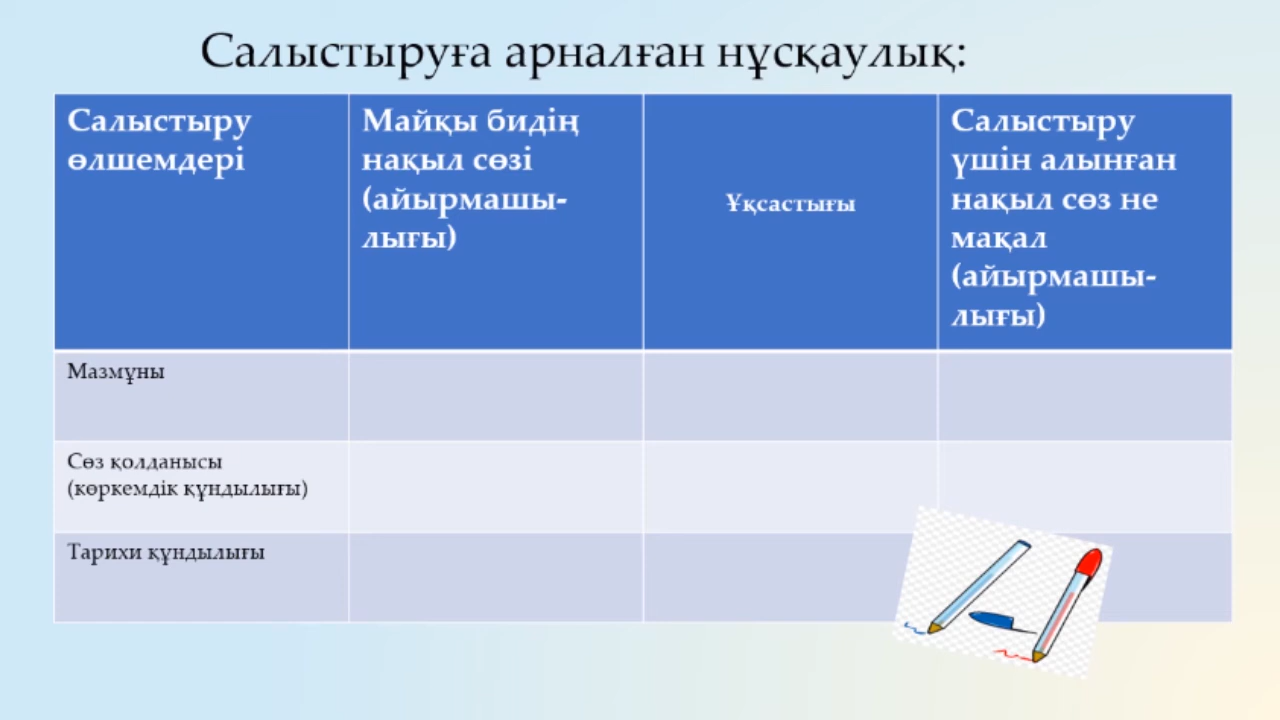 Салыстыруға арналған нұсқаулық:
Салыстыру
өлшемдері
Майқы бидің
нақыл сөзі
(айырмашы-
лығы)
Ұқсастығы
Салыстыру
үшін алынған
нақыл сөз не
мақал
(айырмашы-
лығы)
Мазмұны
Сөз қолданысы
(көркемдік құндылығы)
Тарихи құндылығы